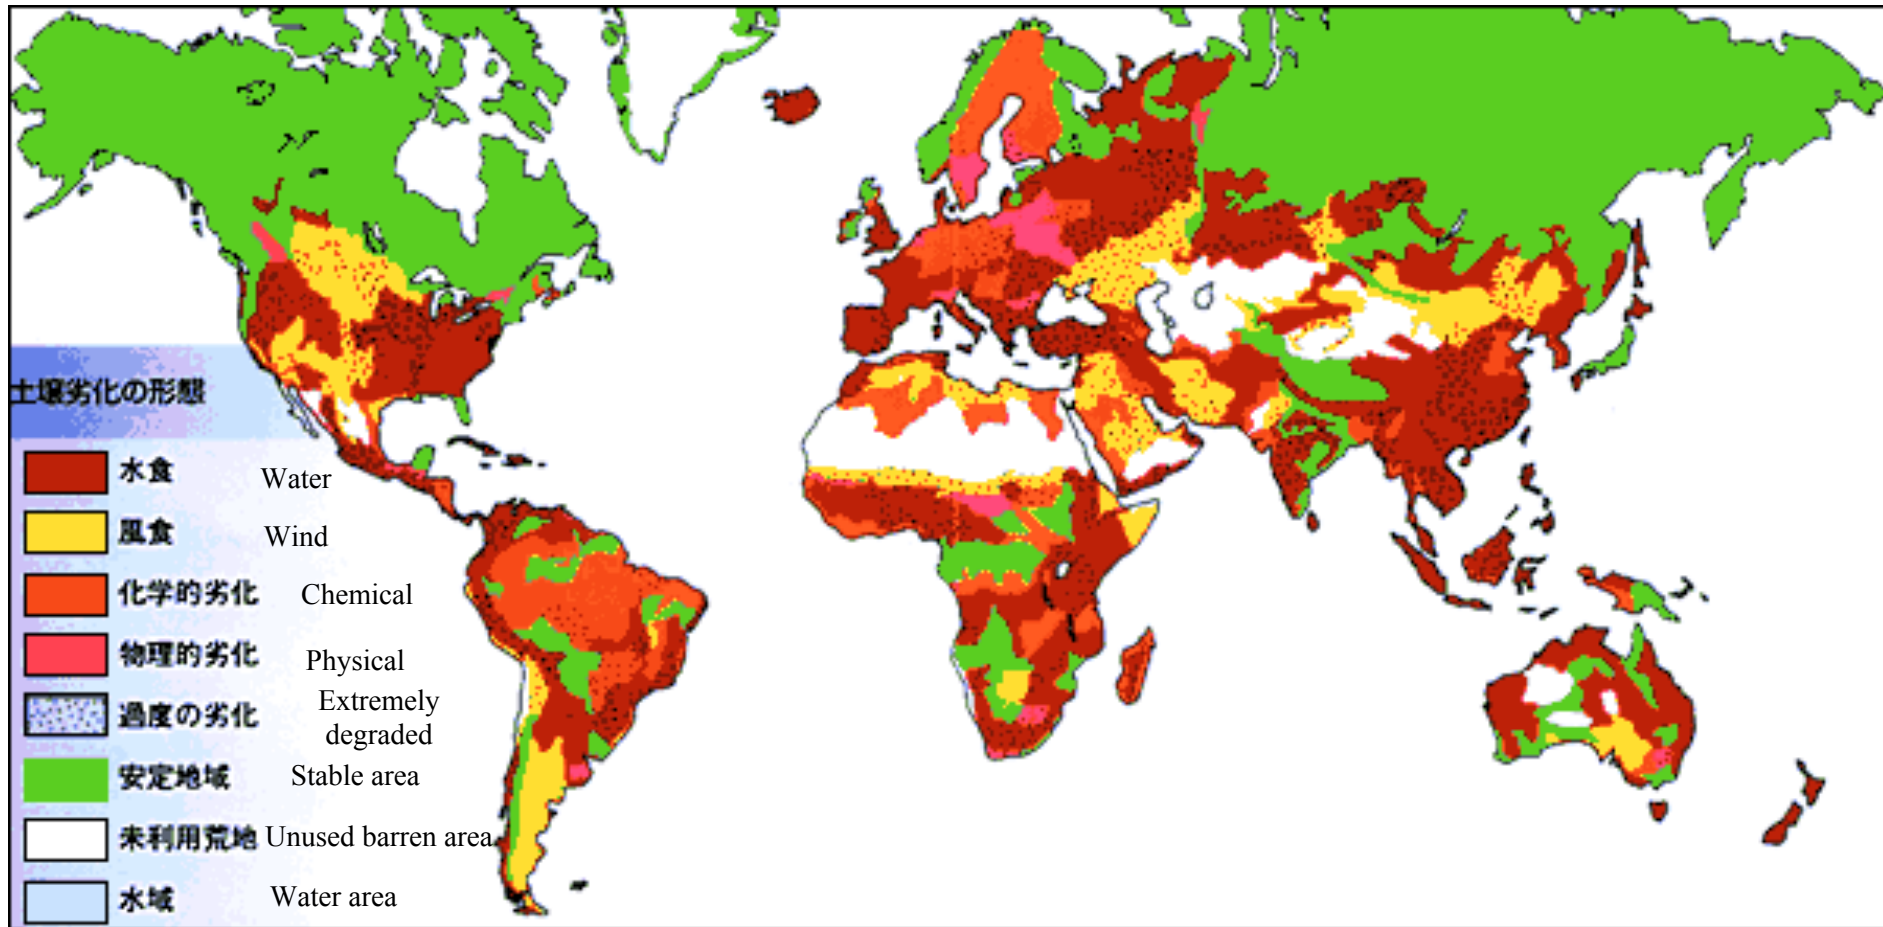 土壌劣化の形態
水食 Water
風食 Wind
化学的劣化 Chemical
物理的劣化 Physical
過度の劣化 Extremely
degraded
安定地域 Stable area
未利用荒地 Unused barren area
水域 Water area